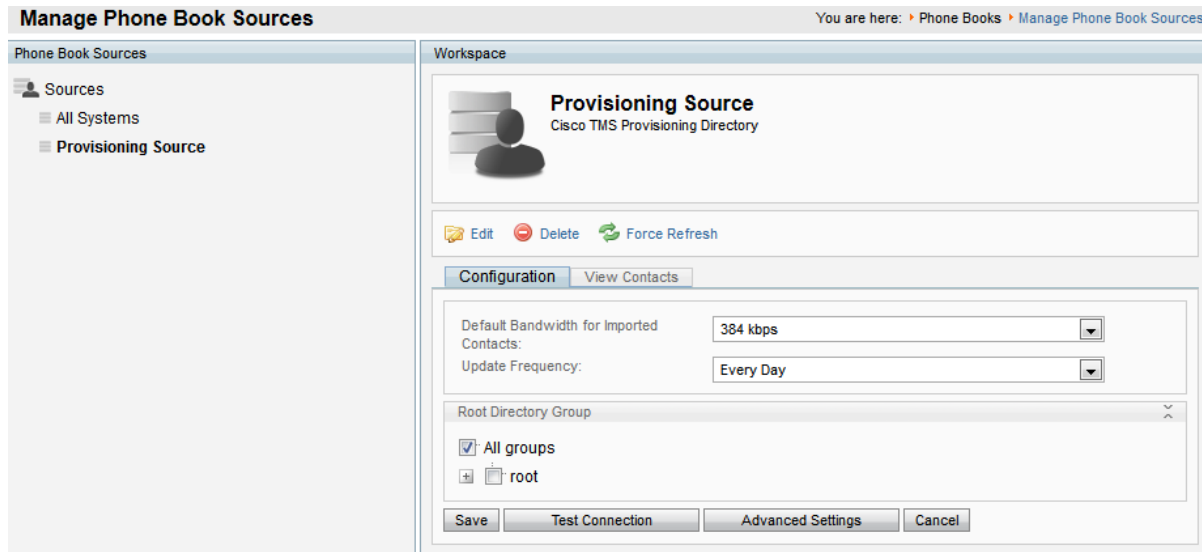 Manage Phone Book Sources
You are here: Phone Books Manage Phone Book Sources
Phone Book Sources
Sources
All Systems
Provisioning Source
Workspace
Provisioning Source
Cisco TMS Provisioning Directory
Edit Delete Force Refresh
Configuration View Contacts
Default Bandwidth for Imported
Contacts:
384 kbps
Update Frequency:
Every Day
Root Directory Group
All groups
root
Save Test Connection Advanced Settings Cancel